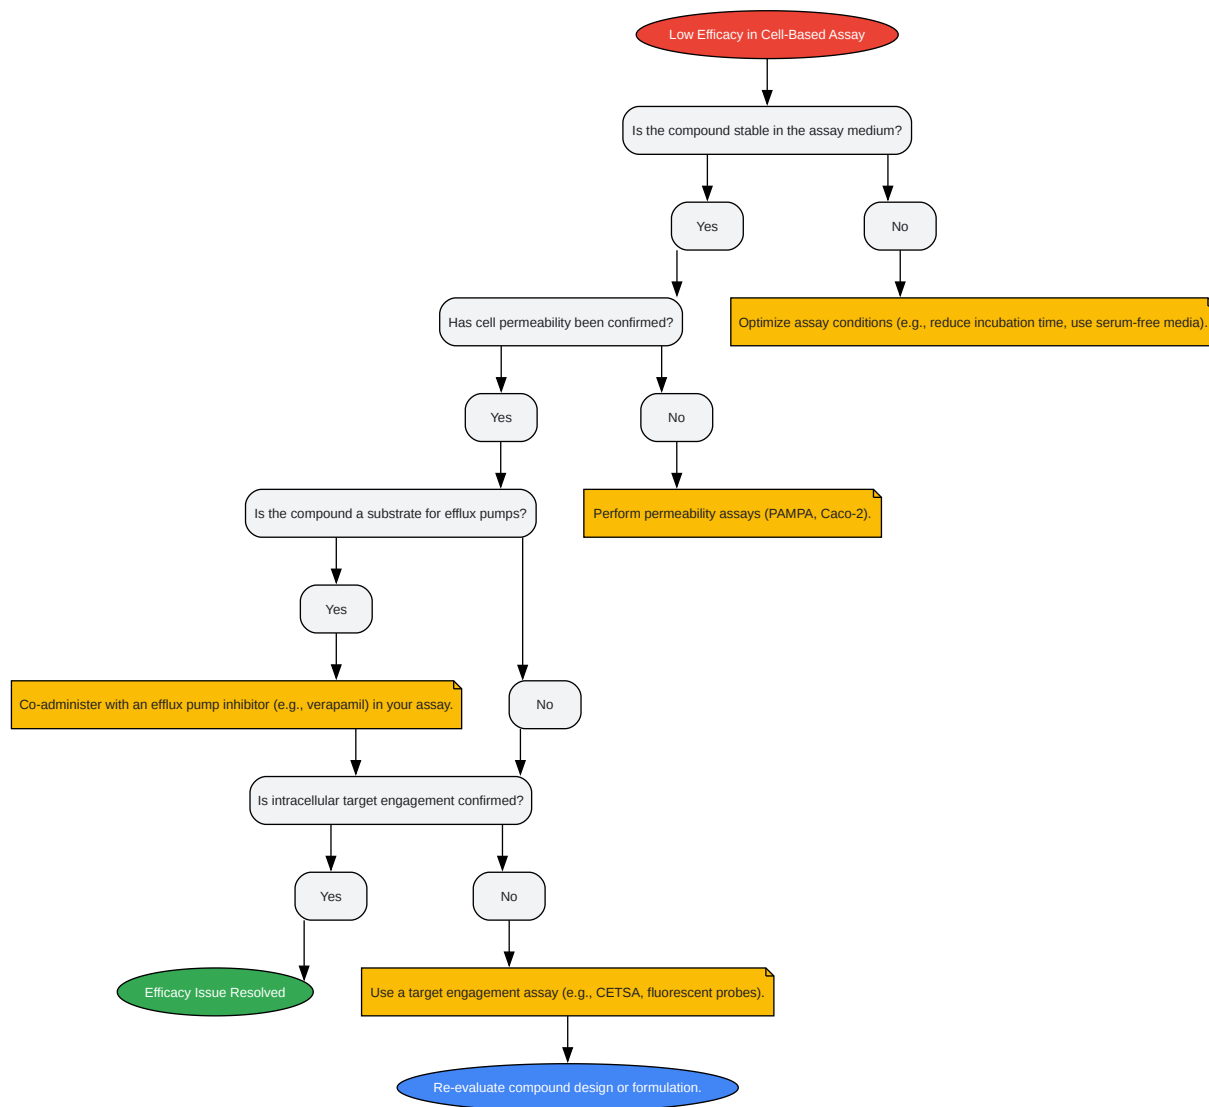 Low Efficacy in Cell-Based Assay
Is the compound stable in the assay medium?
Yes
No
Has cell permeability been confirmed?
Optimize assay conditions (e.g., reduce incubation time, use serum-free media).
Yes
No
Is the compound a substrate for efflux pumps?
Perform permeability assays (PAMPA, Caco-2).
Yes
Co-administer with an efflux pump inhibitor (e.g., verapamil) in your assay.
No
Is intracellular target engagement confirmed?
Yes
No
Efficacy Issue Resolved
Use a target engagement assay (e.g., CETSA, fluorescent probes).
Re-evaluate compound design or formulation.